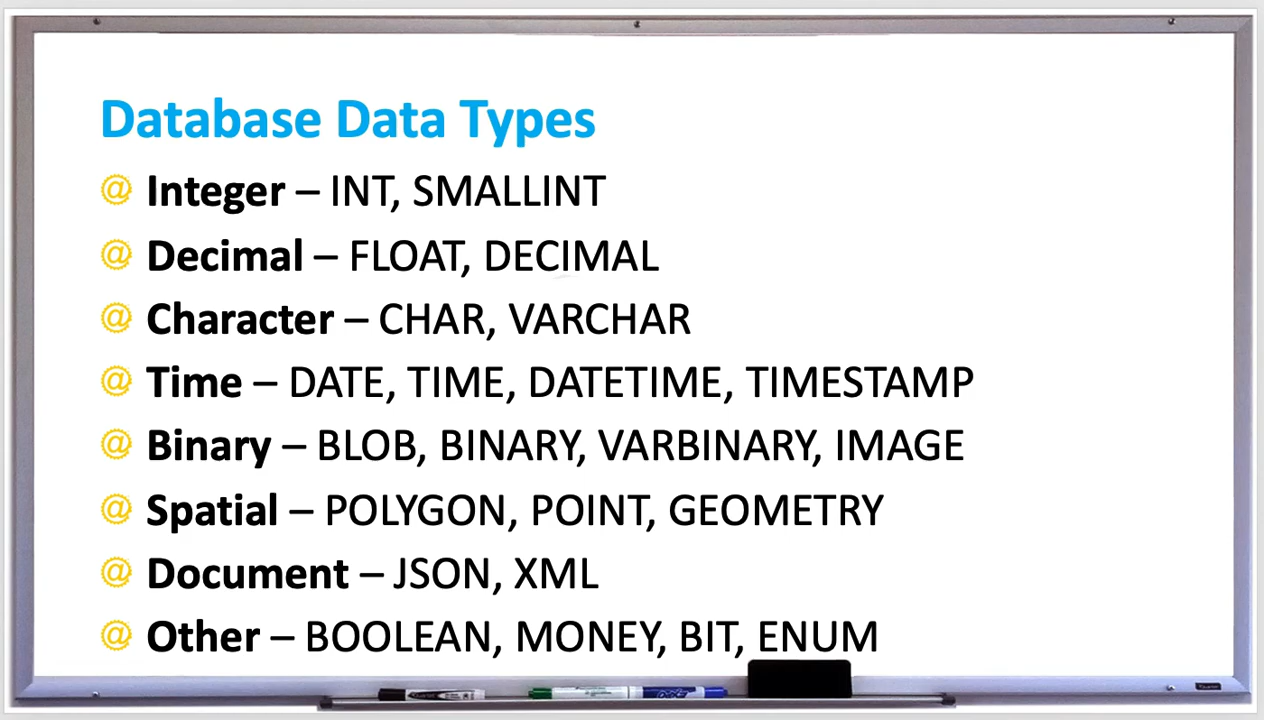 Database Data Types
@ Integer – INT, SMALLINT
@ Decimal – FLOAT, DECIMAL
@ Character – CHAR, VARCHAR
@ Time – DATE, TIME, DATETIME, TIMESTAMP
@ Binary – BLOB, BINARY, VARBINARY, IMAGE
@ Spatial – POLYGON, POINT, GEOMETRY
@ Document – JSON, XML
@ Other – BOOLEAN, MONEY, BIT, ENUM